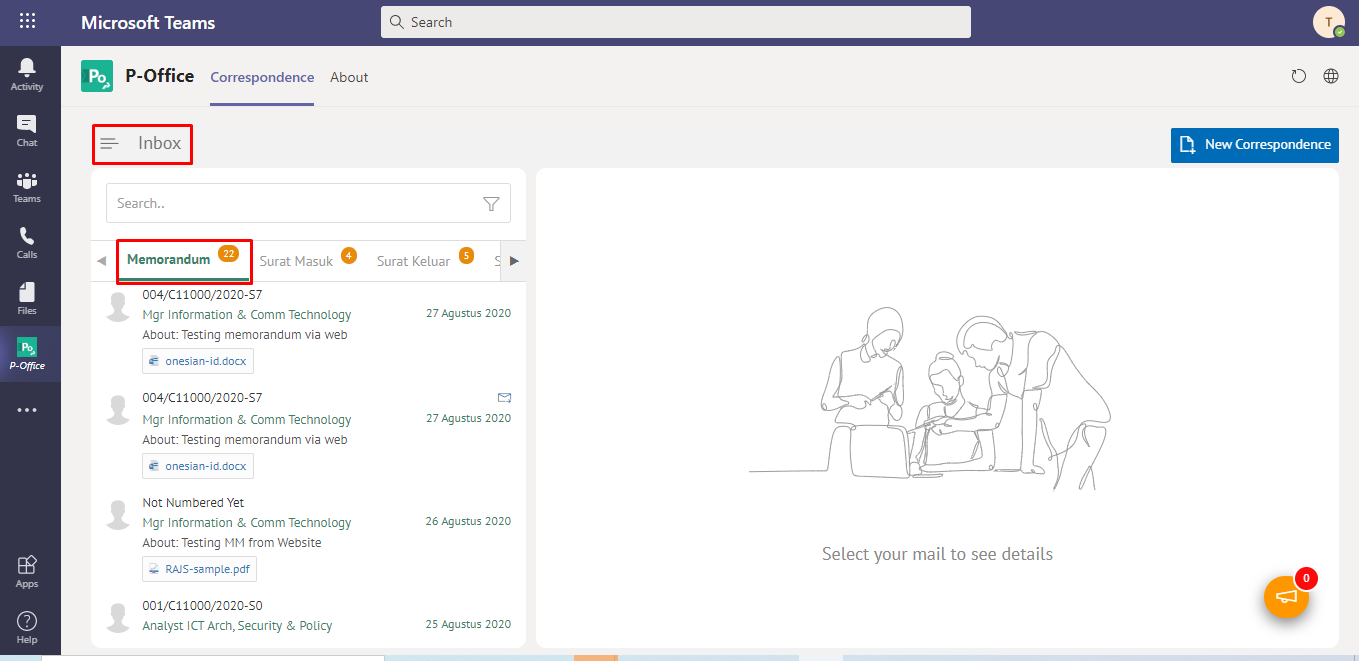 Microsoft Teams
Search
T
Activity
Chat
Teams
Calls
Files
P-Office
Apps
Help
Po
P-Office
Correspondence
About
Inbox
New Correspondence
Search..
Memorandum 22
Surat Masuk 4
Surat Keluar 5
S
004/C11000/2020-S7
Mgr Information & Comm Technology
27 Agustus 2020
About: Testing memorandum via web
onesian-id.docx
004/C11000/2020-S7
Mgr Information & Comm Technology
27 Agustus 2020
About: Testing memorandum via web
onesian-id.docx
Not Numbered Yet
Mgr Information & Comm Technology
26 Agustus 2020
About: Testing MM from Website
RAJS-sample.pdf
001/C11000/2020-S0
Analyst ICT Arch, Security & Policy
25 Agustus 2020
Select your mail to see details
0